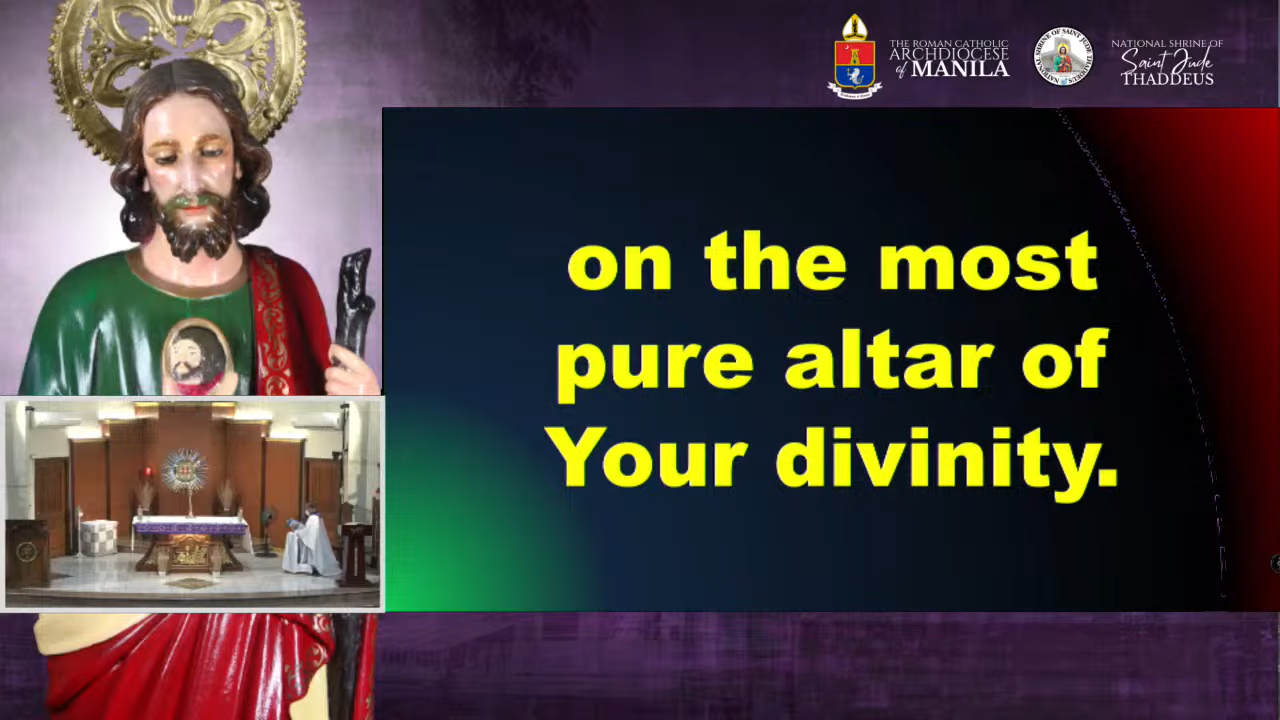 THE ROMAN CATHOLIC
ARCHDIOCESE
of MANILA
NATIONAL SHRINE OF
Saint Jude
THADDEUS
on the most
pure altar of
Your divinity.